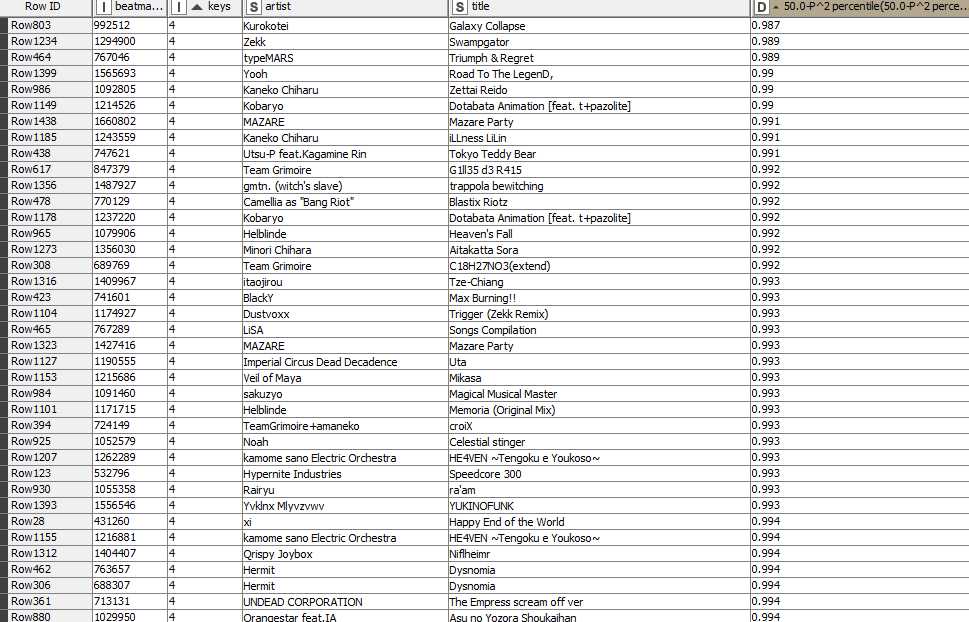 Row ID I beatma... I keys S artist S title D 50.0-P^2 percentile(50.0-P^2 perce...
Row803 992512 4 Kurokotei Galaxy Collapse 0.987
Row1234 1294900 4 Zekk Swampgator 0.989
Row464 767046 4 typeMARS Triumph & Regret 0.989
Row1399 1565693 4 Yooh Road To The LegenD, 0.99
Row986 1092805 4 Kaneko Chiharu Zettai Reido 0.99
Row1149 1214526 4 Kobaryo Dotabata Animation [feat. t+pazolite] 0.99
Row1438 1660802 4 MAZARE Mazare Party 0.991
Row1185 1243559 4 Kaneko Chiharu iLLness LiLin 0.991
Row438 747621 4 Utsu-P feat.Kagamine Rin Tokyo Teddy Bear 0.991
Row617 847379 4 Team Grimoire G1ll35 d3 R415 0.992
Row1356 1487927 4 gmtn. (witch's slave) trappola bewitching 0.992
Row478 770129 4 Camellia as "Bang Riot" Blastix Riotz 0.992
Row1178 1237220 4 Kobaryo Dotabata Animation [feat. t+pazolite] 0.992
Row965 1079906 4 Helblinde Heaven's Fall 0.992
Row1273 1356030 4 Minori Chihara Aitakatta Sora 0.992
Row308 689769 4 Team Grimoire C18H27NO3(extend) 0.992
Row1316 1409967 4 itaojirou Tze-Chiang 0.993
Row423 741601 4 BlackY Max Burning!! 0.993
Row1104 1174927 4 Dustvoxx Trigger (Zekk Remix) 0.993
Row465 767289 4 LiSA Songs Compilation 0.993
Row1323 1427416 4 MAZARE Mazare Party 0.993
Row1127 1190555 4 Imperial Circus Dead Decadence Uta 0.993
Row1153 1215686 4 Veil of Maya Mikasa 0.993
Row984 1091460 4 sakuzyo Magical Musical Master 0.993
Row1101 1171715 4 Helblinde Memoria (Original Mix) 0.993
Row394 724149 4 TeamGrimoire+amaneko croiX 0.993
Row925 1052579 4 Noah Celestial stinger 0.993
Row1207 1262289 4 kamome sano Electric Orchestra HE4VEN ~Tengoku e Youkoso~ 0.993
Row123 532796 4 Hypernite Industries Speedcore 300 0.993
Row930 1055358 4 Rairyu ra'am 0.993
Row1393 1556546 4 Yvklnx Mlyvzvwv YUKINOFUNK 0.993
Row28 431260 4 xi Happy End of the World 0.994
Row1155 1216881 4 kamome sano Electric Orchestra HE4VEN ~Tengoku e Youkoso~ 0.994
Row1312 1404407 4 Qrispy Joybox Niflheimr 0.994
Row462 763657 4 Hermit Dysnomia 0.994
Row306 688307 4 Hermit Dysnomia 0.994
Row361 713131 4 UNDEAD CORPORATION The Empress scream off ver 0.994
Row880 1029950 4 Orangestar feat.IA Asu no Yozora Shoukaihan 0.994